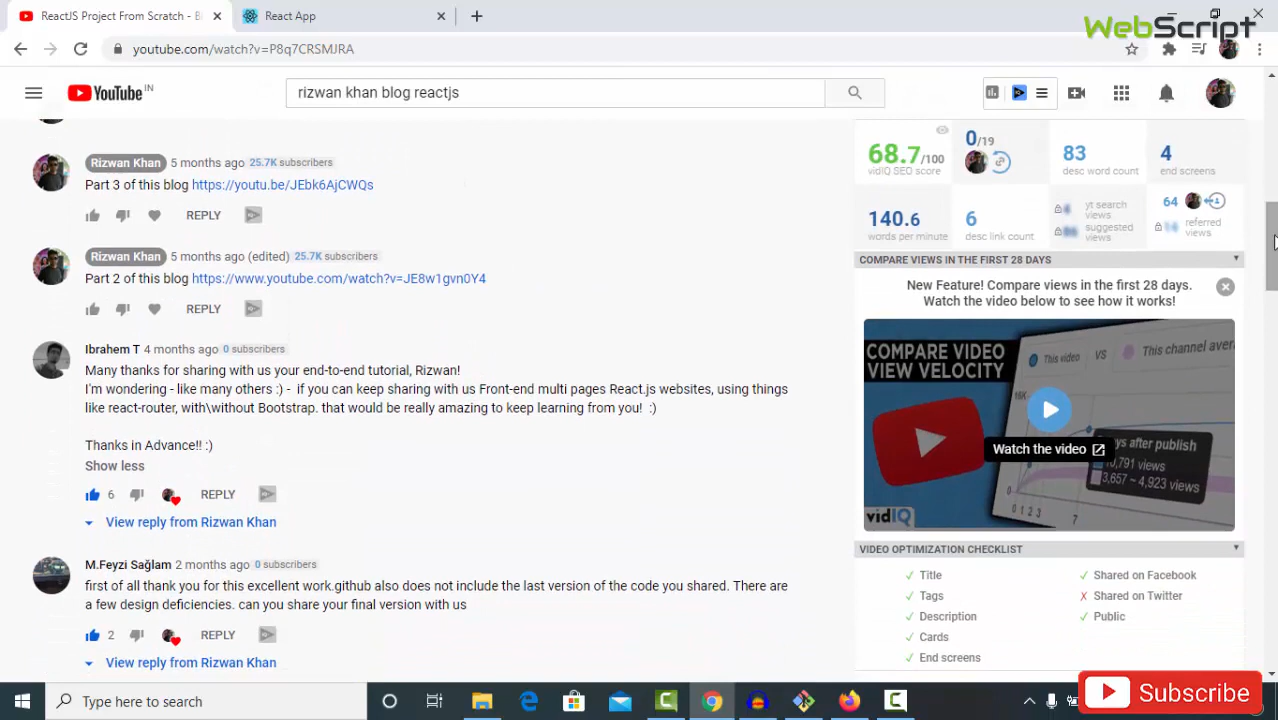 ReactJS Project From Scratch - B
React App
WebScript
youtube.com/watch?v=P8q7CRSMJRA
YouTube IN
rizwan khan blog reactjs
Rizwan Khan 5 months ago 25.7K subscribers
Part 3 of this blog https://youtu.be/JEbk6AjCWQs
REPLY
Rizwan Khan 5 months ago (edited) 25.7K subscribers
Part 2 of this blog https://www.youtube.com/watch?v=JE8w1gvn0Y4
REPLY
Ibrahem T 4 months ago 0 subscribers
Many thanks for sharing with us your end-to-end tutorial, Rizwan!
I'm wondering - like many others :) - if you can keep sharing with us Front-end multi pages React.js websites, using things
like react-router, with\without Bootstrap. that would be really amazing to keep learning from you! :)
Thanks in Advance!! :)
Show less
6 REPLY
View reply from Rizwan Khan
M.Feyzi Sağlam 2 months ago 0 subscribers
first of all thank you for this excellent work.github also does not include the last version of the code you shared. There are
a few design deficiencies. can you share your final version with us
2 REPLY
View reply from Rizwan Khan
68.7/100
vidIQ SEO score
0/19
83
desc word count
4
end screens
140.6
words per minute
6
desc link count
yt search
views
suggested
views
64
referred
views
COMPARE VIEWS IN THE FIRST 28 DAYS
New Feature! Compare views in the first 28 days.
Watch the video below to see how it works!
COMPARE VIDEO
VIEW VELOCITY
This video VS This channel aver
16K
ys after publish
10,791 views
3,657 ~ 4,923 views
0 1 2 3 7
Watch the video
vidIQ
VIDEO OPTIMIZATION CHECKLIST
Title
Tags
Description
Cards
End screens
Shared on Facebook
Shared on Twitter
Public
Type here to search
Subscribe